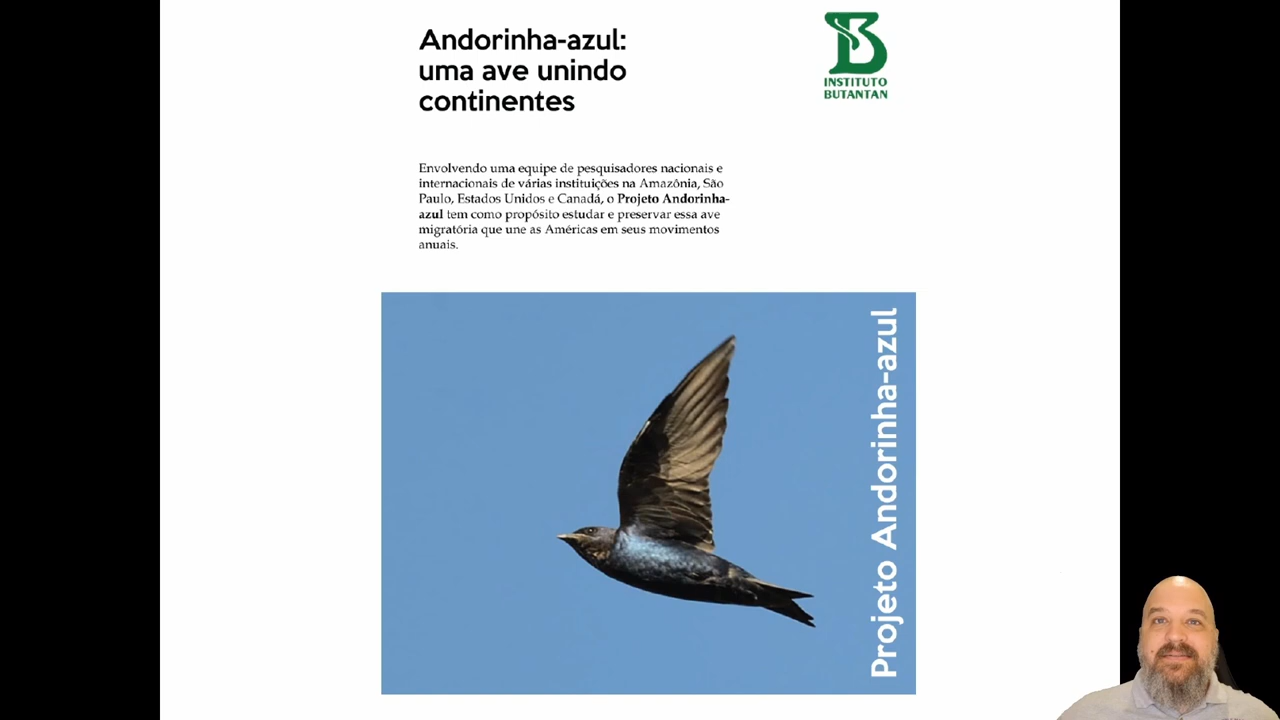 Andorinha-azul:
uma ave unindo
continentes
INSTITUTO
BUTANTAN
Envolvendo uma equipe de pesquisadores nacionais e
internacionais de várias instituições na Amazônia, São
Paulo, Estados Unidos e Canadá, o Projeto Andorinha-
azul tem como propósito estudar e preservar essa ave
migratória que une as Américas em seus movimentos
anuais.
Projeto Andorinha-azul